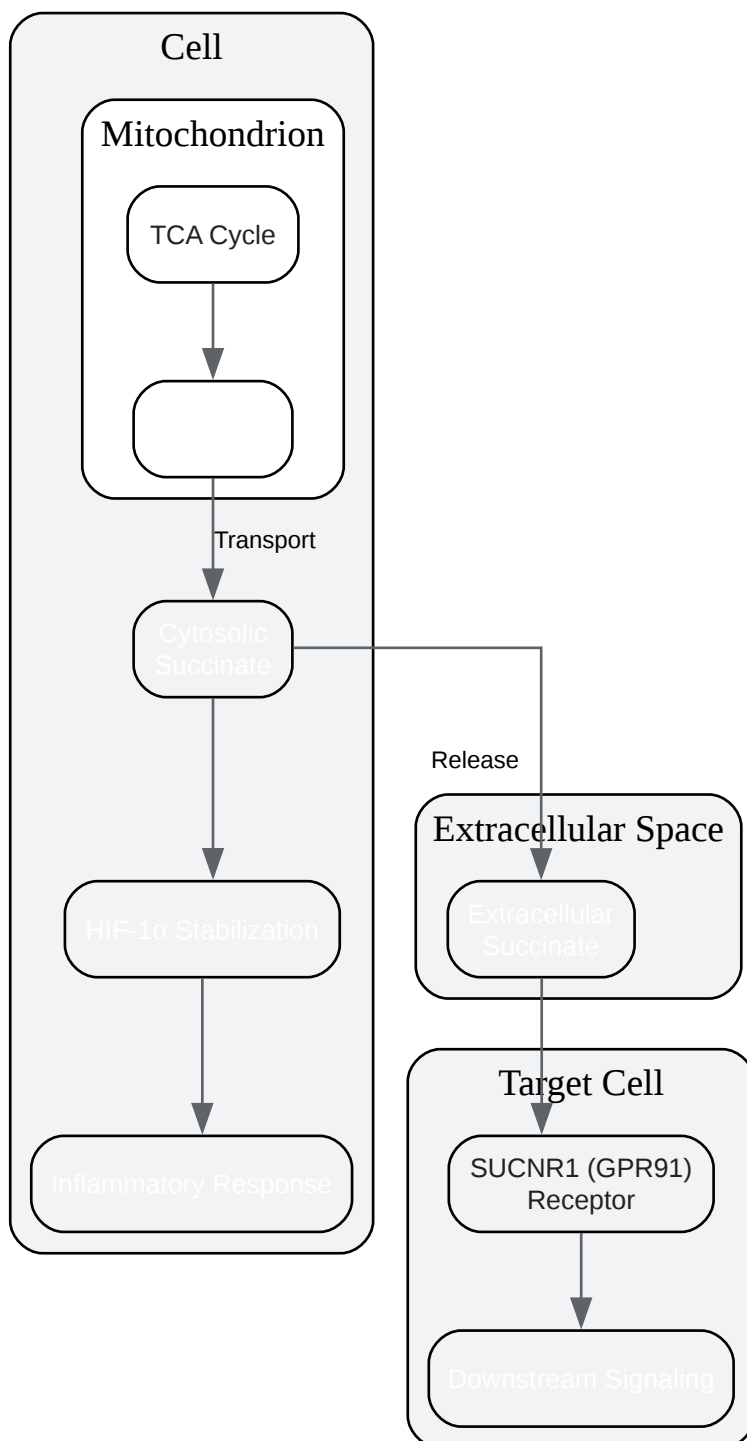 Cell
Mitochondrion
TCA Cycle
Transport
Cytosolic
Succinate
Release
Extracellular Space
HIF-1α Stabilization
Extracellular
Succinate
Target Cell
Inflammatory Response
SUCNR1 (GPR91)
Receptor
Downstream Signaling